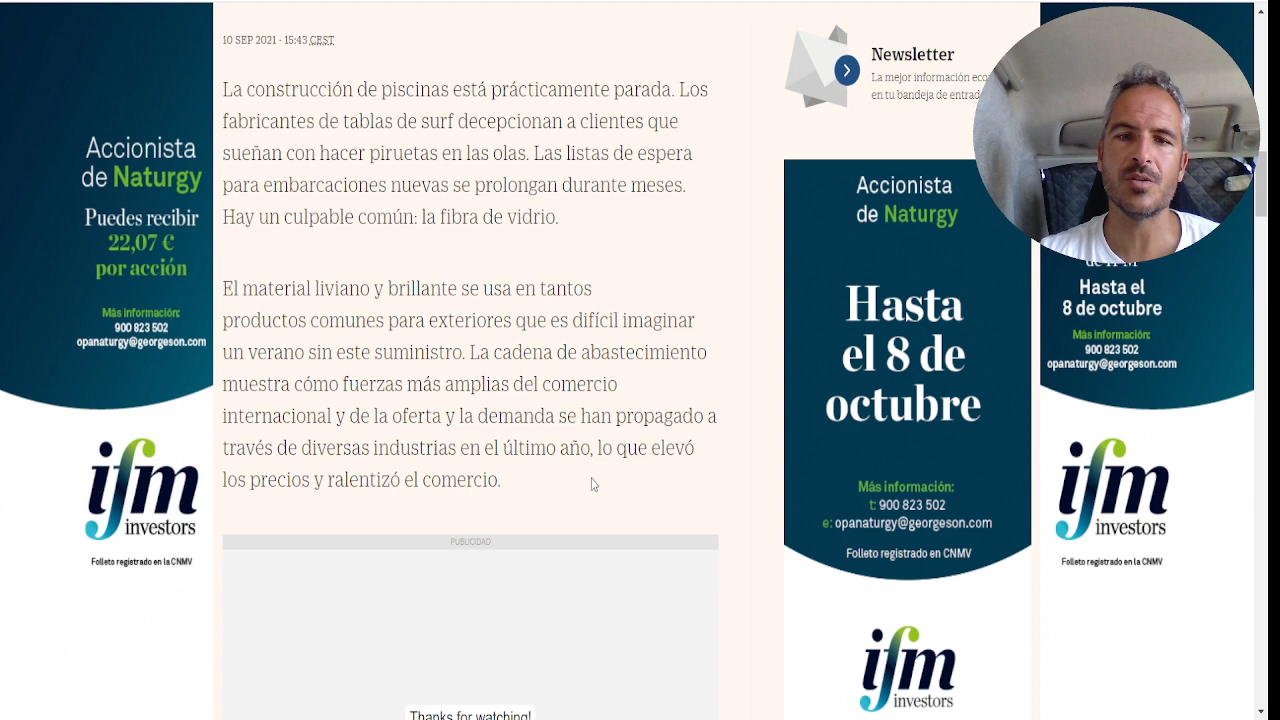 Accionista
de Naturgy
Puedes recibir
22,07 €
por acción
Más información:
900 823 502
opanaturgy@georgeson.com
ifm
investors
Folleto registrado en la CNMV
10 SEP 2021 - 15:43 CEST
La construcción de piscinas está prácticamente parada. Los
fabricantes de tablas de surf decepcionan a clientes que
sueñan con hacer piruetas en las olas. Las listas de espera
para embarcaciones nuevas se prolongan durante meses.
Hay un culpable común: la fibra de vidrio.
El material liviano y brillante se usa en tantos
productos comunes para exteriores que es difícil imaginar
un verano sin este suministro. La cadena de abastecimiento
muestra cómo fuerzas más amplias del comercio
internacional y de la oferta y la demanda se han propagado a
través de diversas industrias en el último año, lo que elevó
los precios y ralentizó el comercio.
PUBLICIDAD
Thanks for watching!
Newsletter
La mejor información
en tu bandeja de
Accionista
de Naturgy
Hasta
el 8 de
octubre
Más información:
t: 900 823 502
e: opanaturgy@georgeson.com
Folleto registrado en CNMV
ifm
investors
Hasta el
8 de octubre
Más información:
900 823 502
opanaturgy@georgeson.com
ifm
investors
Folleto registrado en la CNMV